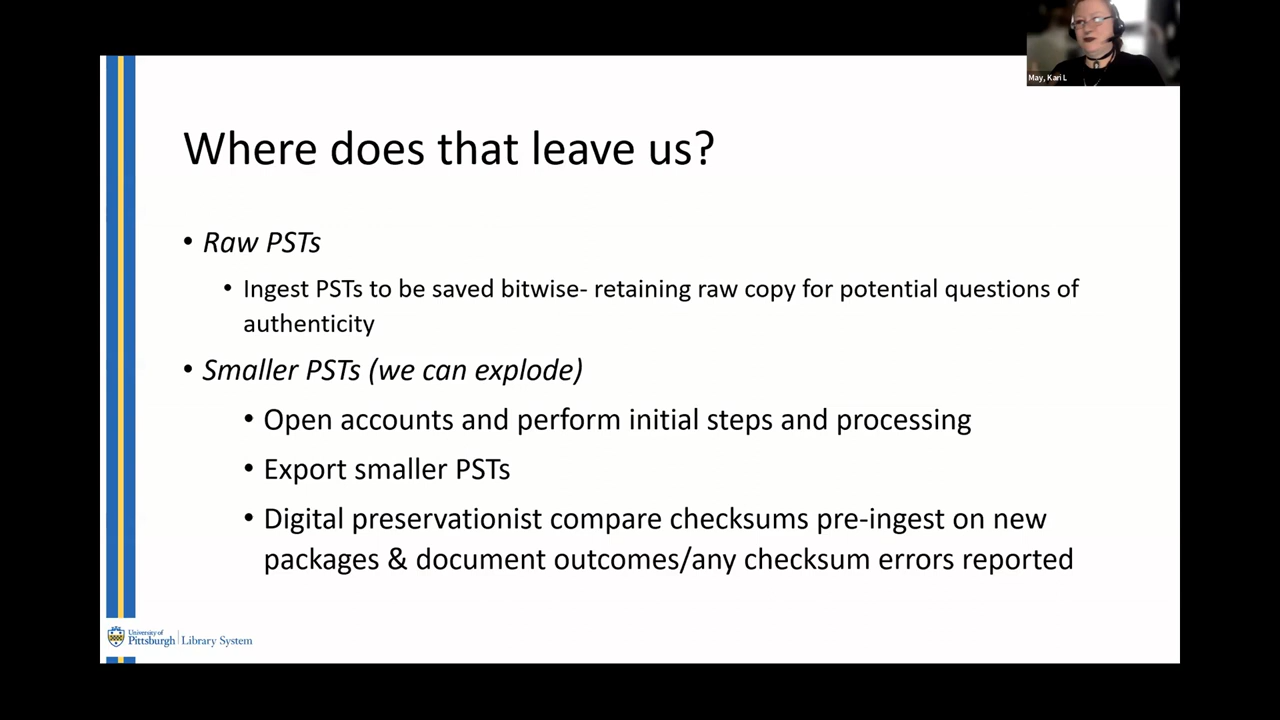 May, Kari L
Where does that leave us?
• Raw PSTs
• Ingest PSTs to be saved bitwise- retaining raw copy for potential questions of
authenticity
• Smaller PSTs (we can explode)
• Open accounts and perform initial steps and processing
• Export smaller PSTs
• Digital preservationist compare checksums pre-ingest on new
packages & document outcomes/any checksum errors reported
University of
Pittsburgh | Library System